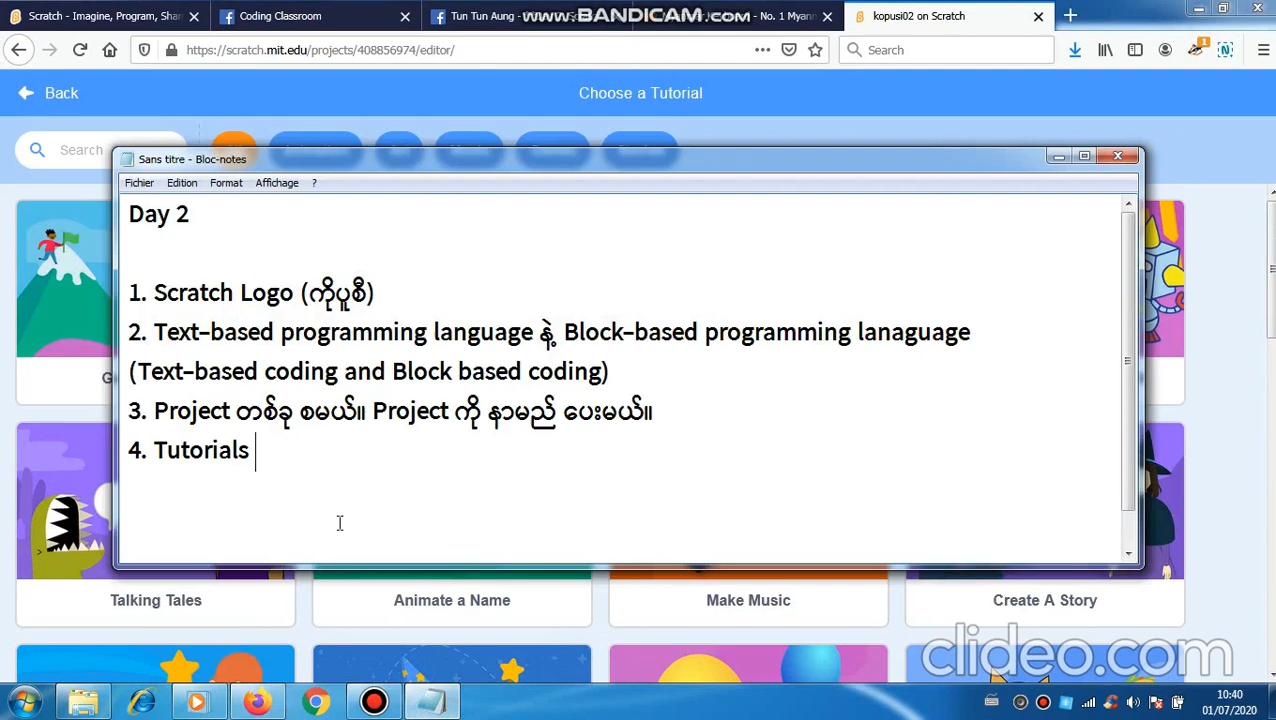 Scratch - Imagine, Program, Shar
Coding Classroom
Tun Tun Aung -
www.BANDICAM.com
- No. 1 Myann
kopusi02 on Scratch
https://scratch.mit.edu/projects/408856974/editor/
Search
1
Back
Choose a Tutorial
Search
Sans titre - Bloc-notes
Fichier Edition Format Affichage ?
Day 2
1. Scratch Logo (ကိုပူစီ)
2. Text-based programming language နဲ့ Block-based programming lanaguage
(Text-based coding and Block based coding)
3. Project တစ်ခု စမယ်။ Project ကို နာမည် ပေးမယ်။
4. Tutorials
Talking Tales
Animate a Name
Make Music
Create A Story
clideo.com
10:40
01/07/2020